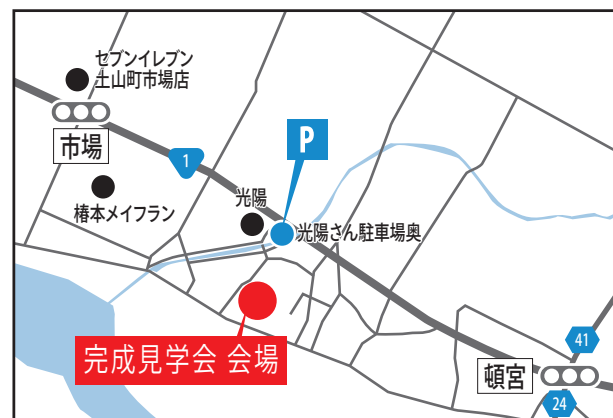 セブンイレブン
土山町市場店
市場
1
P
椿本メイフラン
光陽
光陽さん駐車場奥
完成見学会 会場
41
頓宮
24